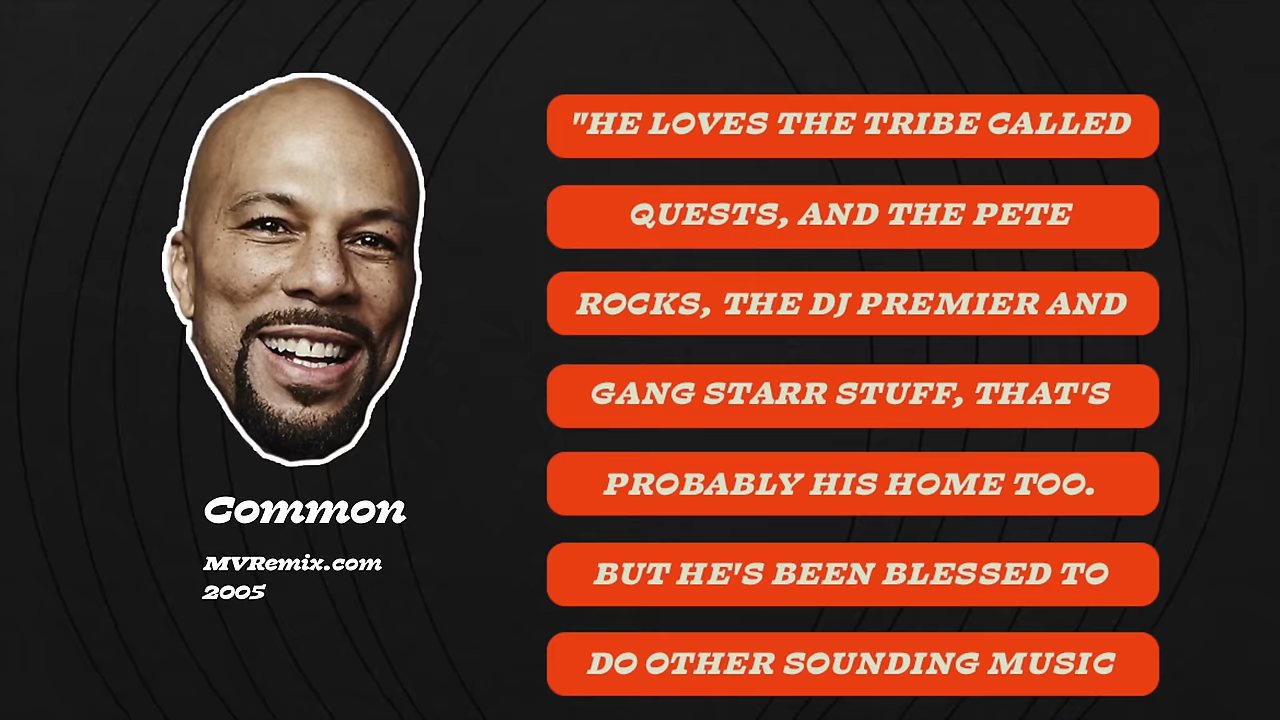 Common
MVRemix.com
2005
"HE LOVES THE TRIBE CALLED
QUESTS, AND THE PETE
ROCKS, THE DJ PREMIER AND
GANG STARR STUFF, THAT'S
PROBABLY HIS HOME TOO.
BUT HE'S BEEN BLESSED TO
DO OTHER SOUNDING MUSIC